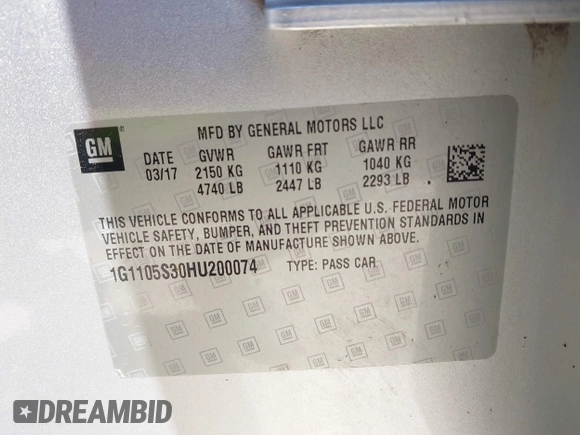 MFD BY GENERAL MOTORS LLC
GM
DATE GVWR GAWR FRT GAWR RR
03/17 2150 KG 1110 KG 1040 KG
4740 LB 2447 LB 2293 LB
THIS VEHICLE CONFORMS TO ALL APPLICABLE U.S. FEDERAL MOTOR
VEHICLE SAFETY, BUMPER, AND THEFT PREVENTION STANDARDS IN
EFFECT ON THE DATE OF MANUFACTURE SHOWN ABOVE.
1G1105S30HU200074 TYPE: PASS CAR
DREAMBID